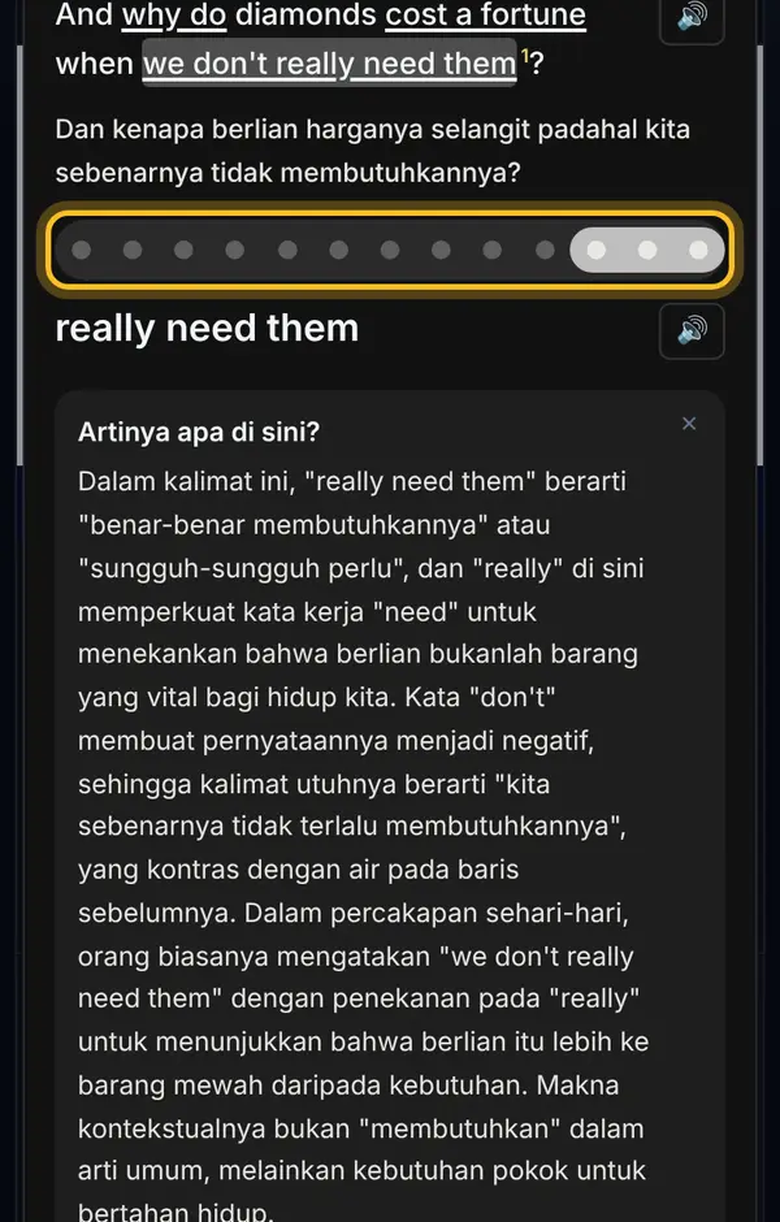 And why do diamonds cost a fortune
when we don't really need them¹?
Dan kenapa berlian harganya selangit padahal kita
sebenarnya tidak membutuhkannya?
really need them
Artinya apa di sini?
×
Dalam kalimat ini, "really need them" berarti
"benar-benar membutuhkannya" atau
"sungguh-sungguh perlu", dan "really" di sini
memperkuat kata kerja "need" untuk
menekankan bahwa berlian bukanlah barang
yang vital bagi hidup kita. Kata "don't"
membuat pernyataannya menjadi negatif,
sehingga kalimat utuhnya berarti "kita
sebenarnya tidak terlalu membutuhkannya",
yang kontras dengan air pada baris
sebelumnya. Dalam percakapan sehari-hari,
orang biasanya mengatakan "we don't really
need them" dengan penekanan pada "really"
untuk menunjukkan bahwa berlian itu lebih ke
barang mewah daripada kebutuhan. Makna
kontekstualnya bukan "membutuhkan" dalam
arti umum, melainkan kebutuhan pokok untuk
bertahan hidup.